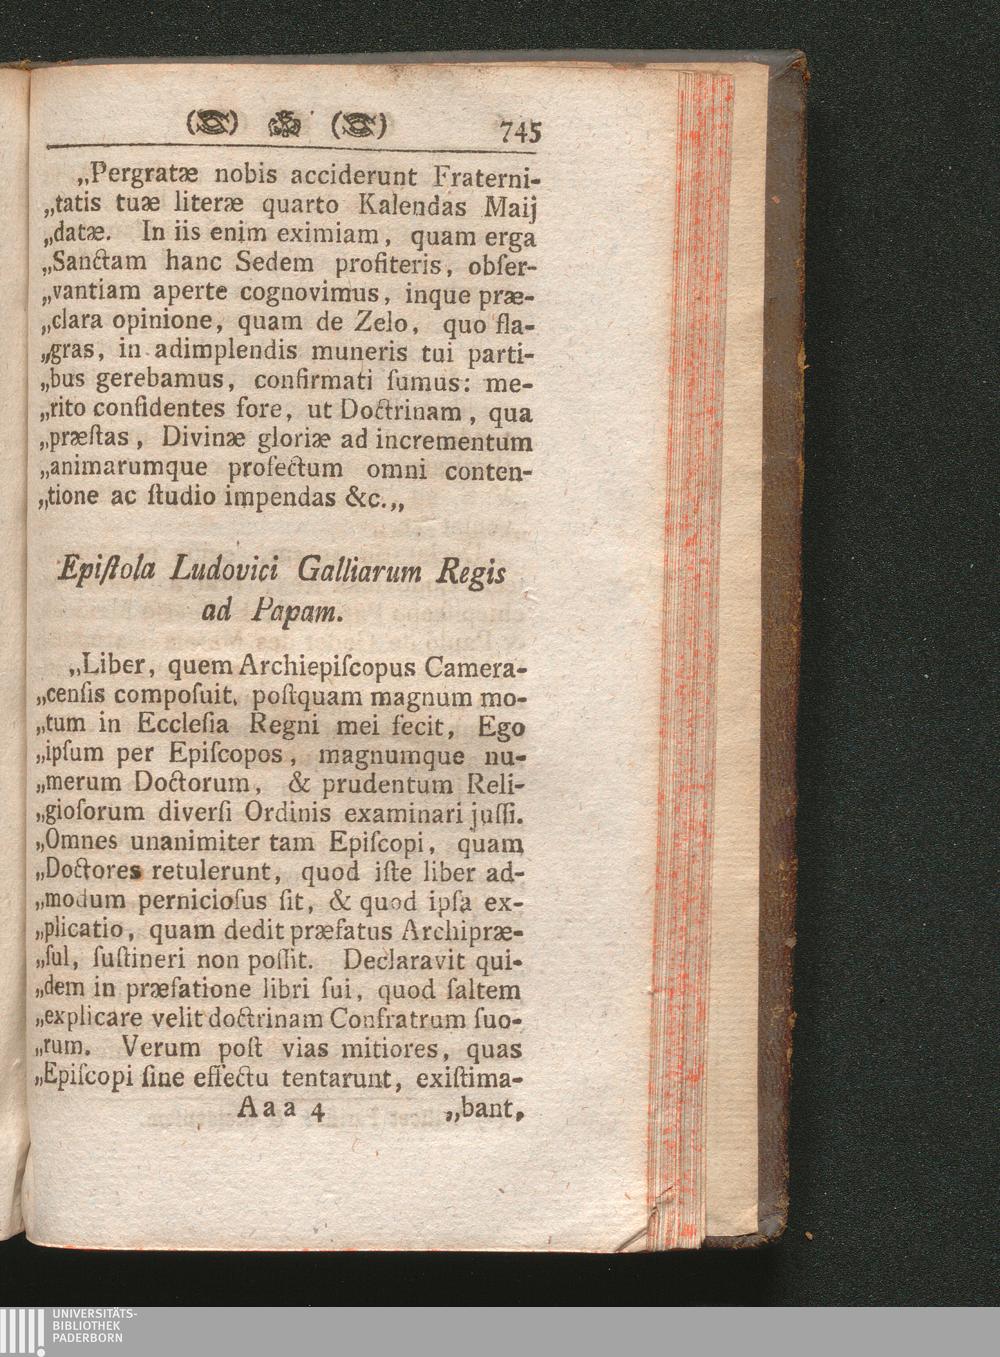 745
„Pergratæ nobis acciderunt Fraterni-
„tatis tuæ literæ quarto Kalendas Maij
„datæ. In iis enim eximiam, quam erga
„Sanctam hanc Sedem profiteris, obſer-
„vantiam aperte cognovimus, inque præ-
„clara opinione, quam de Zelo, quo fla-
„gras, in adimplendis muneris tui parti-
„bus gerebamus, confirmati ſumus: me-
„rito confidentes fore, ut Doctrinam, qua
„præſtas, Divinæ gloriæ ad incrementum
„animarumque profectum omni conten-
„tione ac ſtudio impendas &c.„
Epiſtola Ludovici Galliarum Regis
ad Papam.
„Liber, quem Archiepiſcopus Camera-
„cenſis compoſuit, poſtquam magnum mo-
„tum in Eccleſia Regni mei fecit, Ego
„ipſum per Epiſcopos, magnumque nu-
„merum Doctorum, & prudentum Reli-
„gioſorum diverſi Ordinis examinari juſſi.
„Omnes unanimiter tam Epiſcopi, quam
„Doctores retulerunt, quod iſte liber ad-
„modum pernicioſus ſit, & quod ipſa ex-
„plicatio, quam dedit præfatus Archipræ-
„ſul, ſuſtineri non poſſit. Declaravit qui-
„dem in præfatione libri ſui, quod ſaltem
„explicare velit doctrinam Confratrum ſuo-
„rum. Verum poſt vias mitiores, quas
„Epiſcopi ſine effectu tentarunt, exiſtima-
Aaa 4 „bant,
UNIVERSITÄTS-
BIBLIOTHEK
PADERBORN